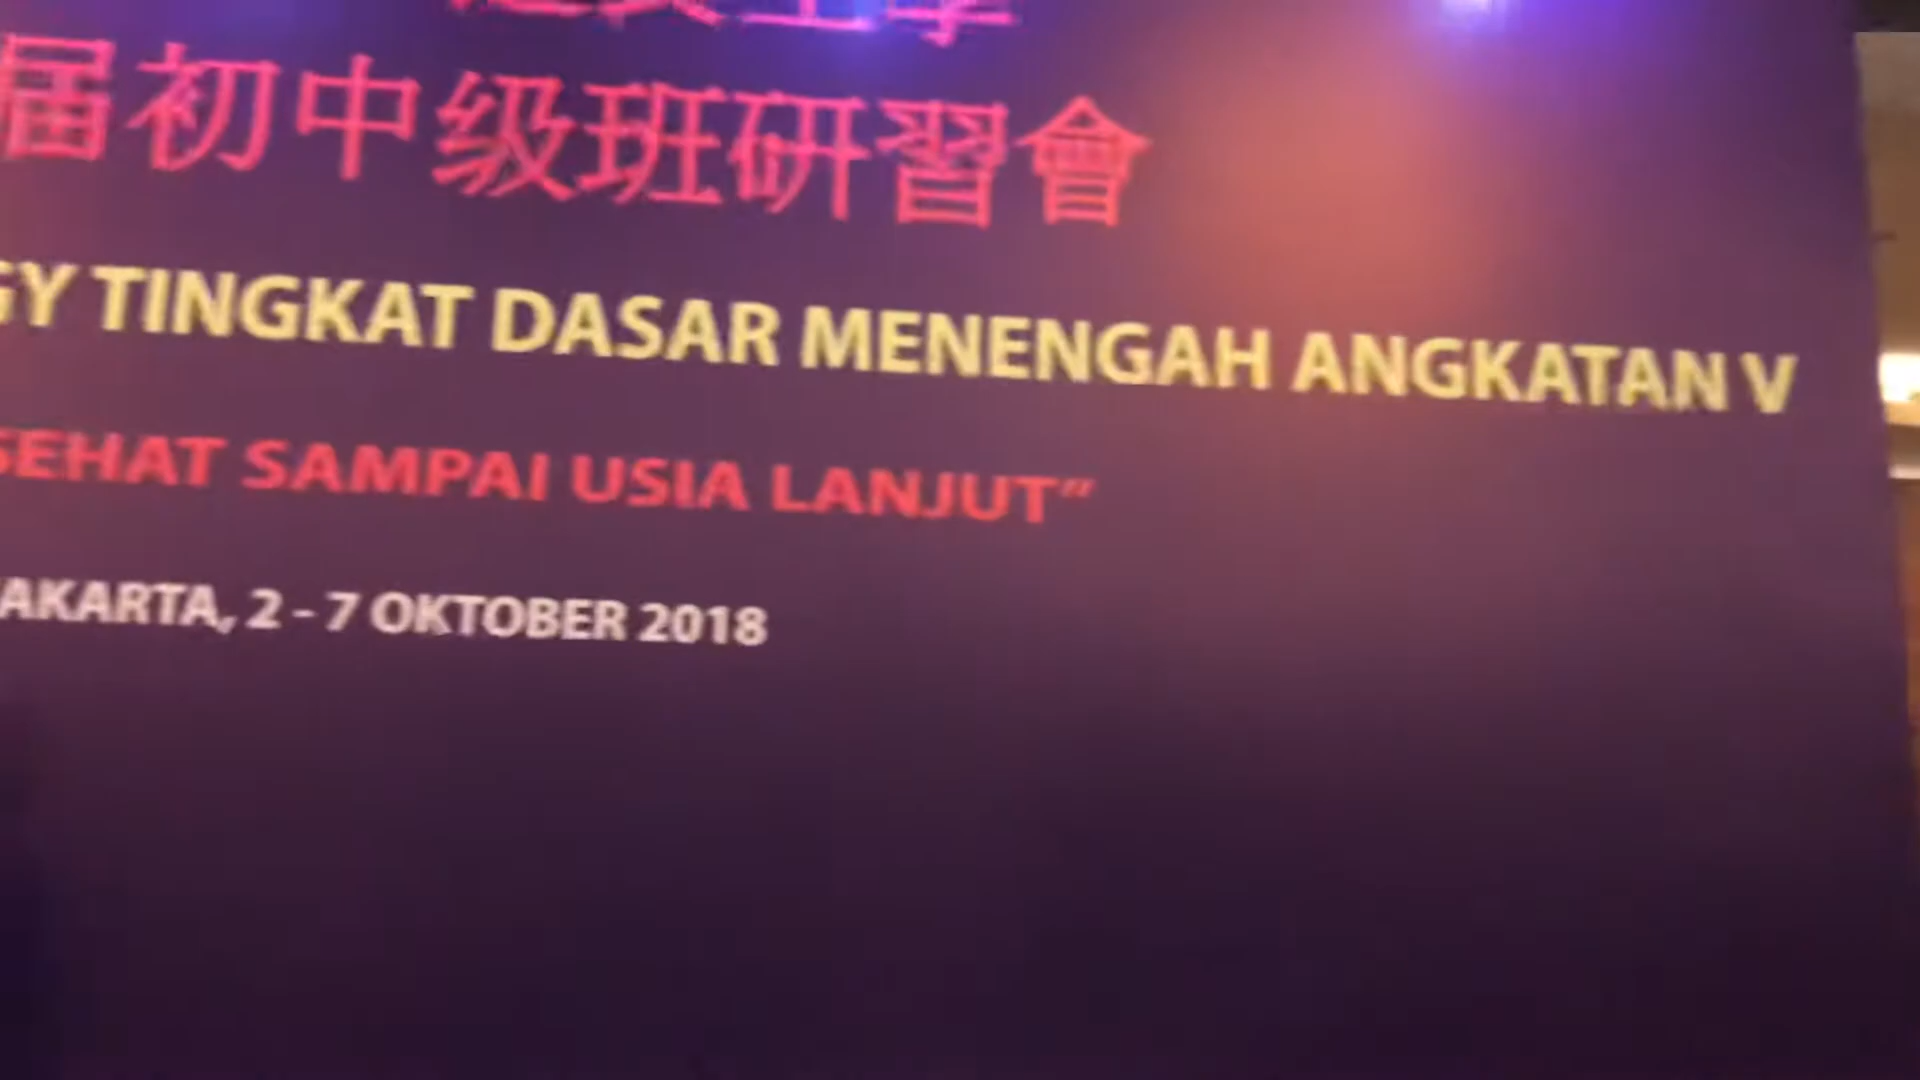 届初中级班研習會
TINGKAT DASAR MENENGAH ANGKATAN V
SEHAT SAMPAI USIA LANJUT”
AKARTA, 2 - 7 OKTOBER 2018